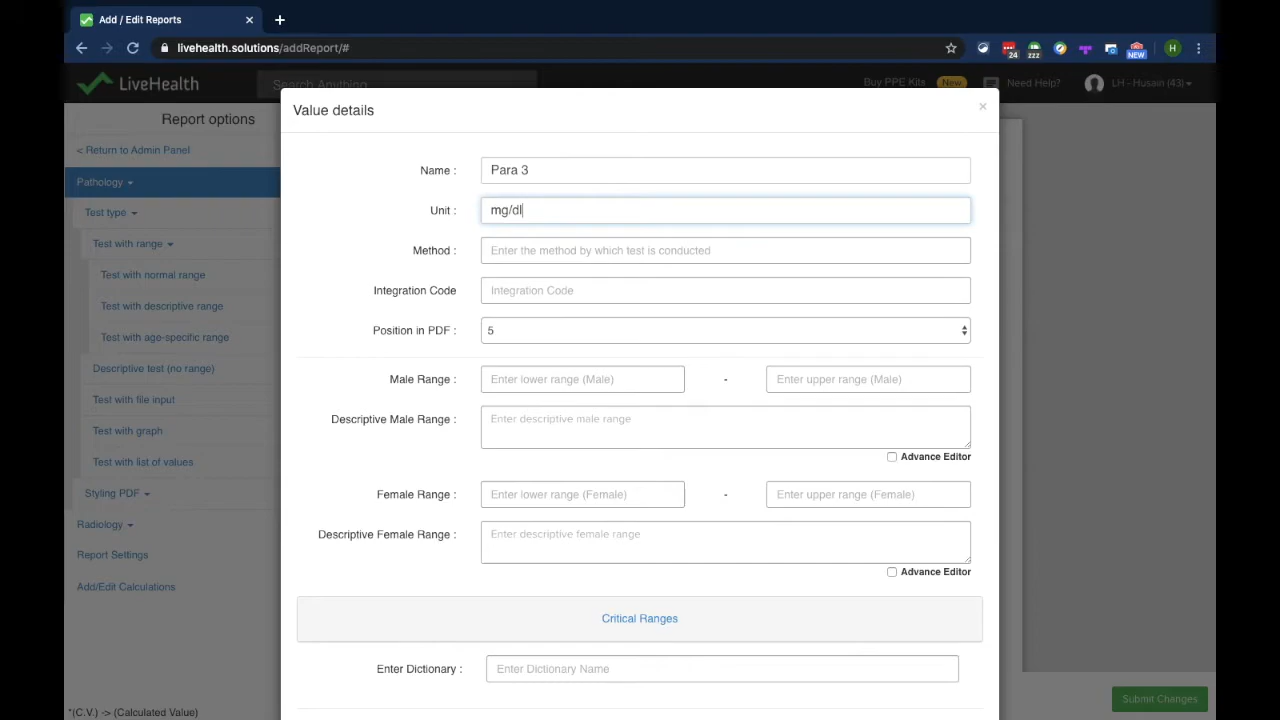 Add / Edit Reports
livehealth.solutions/addReport/#
24
zzz
NEW
H
LiveHealth
Search Anything
Buy PPE Kits
New
Need Help?
LH - Husain (43)
Report options
< Return to Admin Panel
Pathology
Test type
Test with range
Test with normal range
Test with descriptive range
Test with age-specific range
Descriptive test (no range)
Test with file input
Test with graph
Test with list of values
Styling PDF
Radiology
Report Settings
Add/Edit Calculations
*(C.V.) -> (Calculated Value)
Value details
×
Name : Para 3
Unit : mg/dl
Method : Enter the method by which test is conducted
Integration Code Integration Code
Position in PDF : 5
Male Range : Enter lower range (Male) - Enter upper range (Male)
Descriptive Male Range : Enter descriptive male range
Advance Editor
Female Range : Enter lower range (Female) - Enter upper range (Female)
Descriptive Female Range : Enter descriptive female range
Advance Editor
Critical Ranges
Enter Dictionary : Enter Dictionary Name
Submit Changes